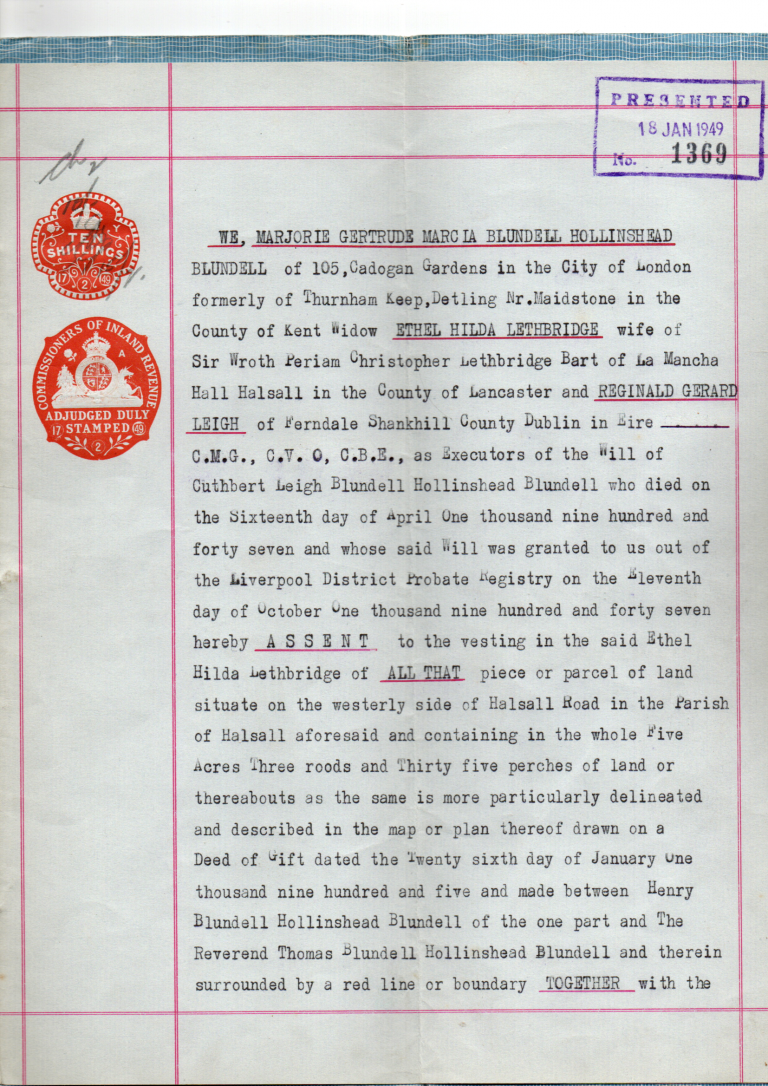 PRESENTED
18 JAN 1949
No. 1369
TEN
SHILLINGS
17 2 49
COMMISSIONERS OF INLAND REVENUE
A
ADJUDGED DULY
STAMPED
17 2 49
WE, MARJORIE GERTRUDE MARCIA BLUNDELL HOLLINSHEAD
BLUNDELL of 105,Cadogan Gardens in the City of London
formerly of Thurnham Keep,Detling Nr.Maidstone in the
County of Kent Widow ETHEL HILDA LETHBRIDGE wife of
Sir Wroth Periam Christopher Lethbridge Bart of La Mancha
Hall Halsall in the County of Lancaster and REGINALD GERARD
LEIGH of Ferndale Shankhill County Dublin in Eire
C.M.G., C.V. O, C.B.E., as Executors of the Will of
Cuthbert Leigh Blundell Hollinshead Blundell who died on
the Sixteenth day of April One thousand nine hundred and
forty seven and whose said Will was granted to us out of
the Liverpool District Probate Registry on the Eleventh
day of October One thousand nine hundred and forty seven
hereby A S S E N T to the vesting in the said Ethel
Hilda Lethbridge of ALL THAT piece or parcel of land
situate on the westerly side of Halsall Road in the Parish
of Halsall aforesaid and containing in the whole Five
Acres Three roods and Thirty five perches of land or
thereabouts as the same is more particularly delineated
and described in the map or plan thereof drawn on a
Deed of Gift dated the Twenty sixth day of January One
thousand nine hundred and five and made between Henry
Blundell Hollinshead Blundell of the one part and The
Reverend Thomas Blundell Hollinshead Blundell and therein
surrounded by a red line or boundary TOGETHER with the